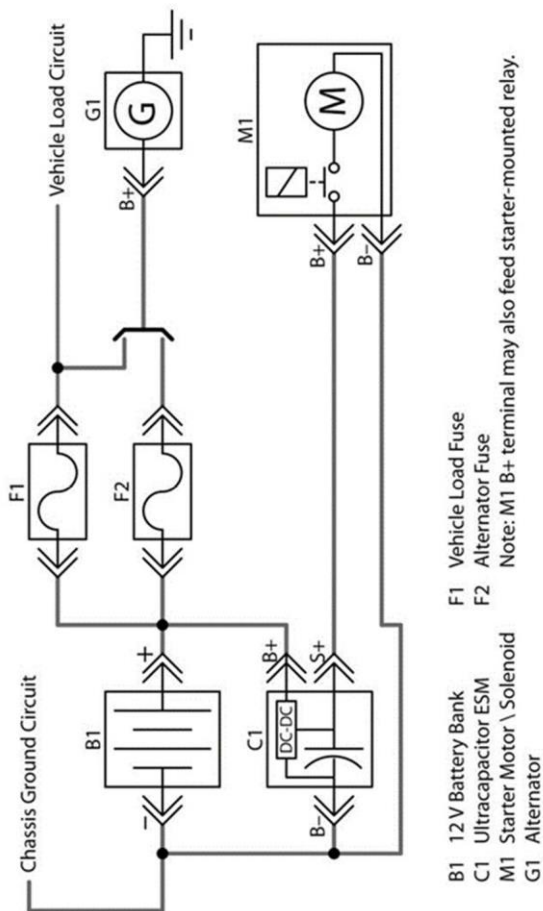 Chassis Ground Circuit
Vehicle Load Circuit
B1
−
+
F1
F2
G1
G
B+
−
C1
DC-DC
B+
S+
B−
M1
M
B+
B−
B1 12 V Battery Bank
C1 Ultracapacitor ESM
M1 Starter Motor \ Solenoid
G1 Alternator
F1 Vehicle Load Fuse
F2 Alternator Fuse
Note: M1 B+ terminal may also feed starter-mounted relay.